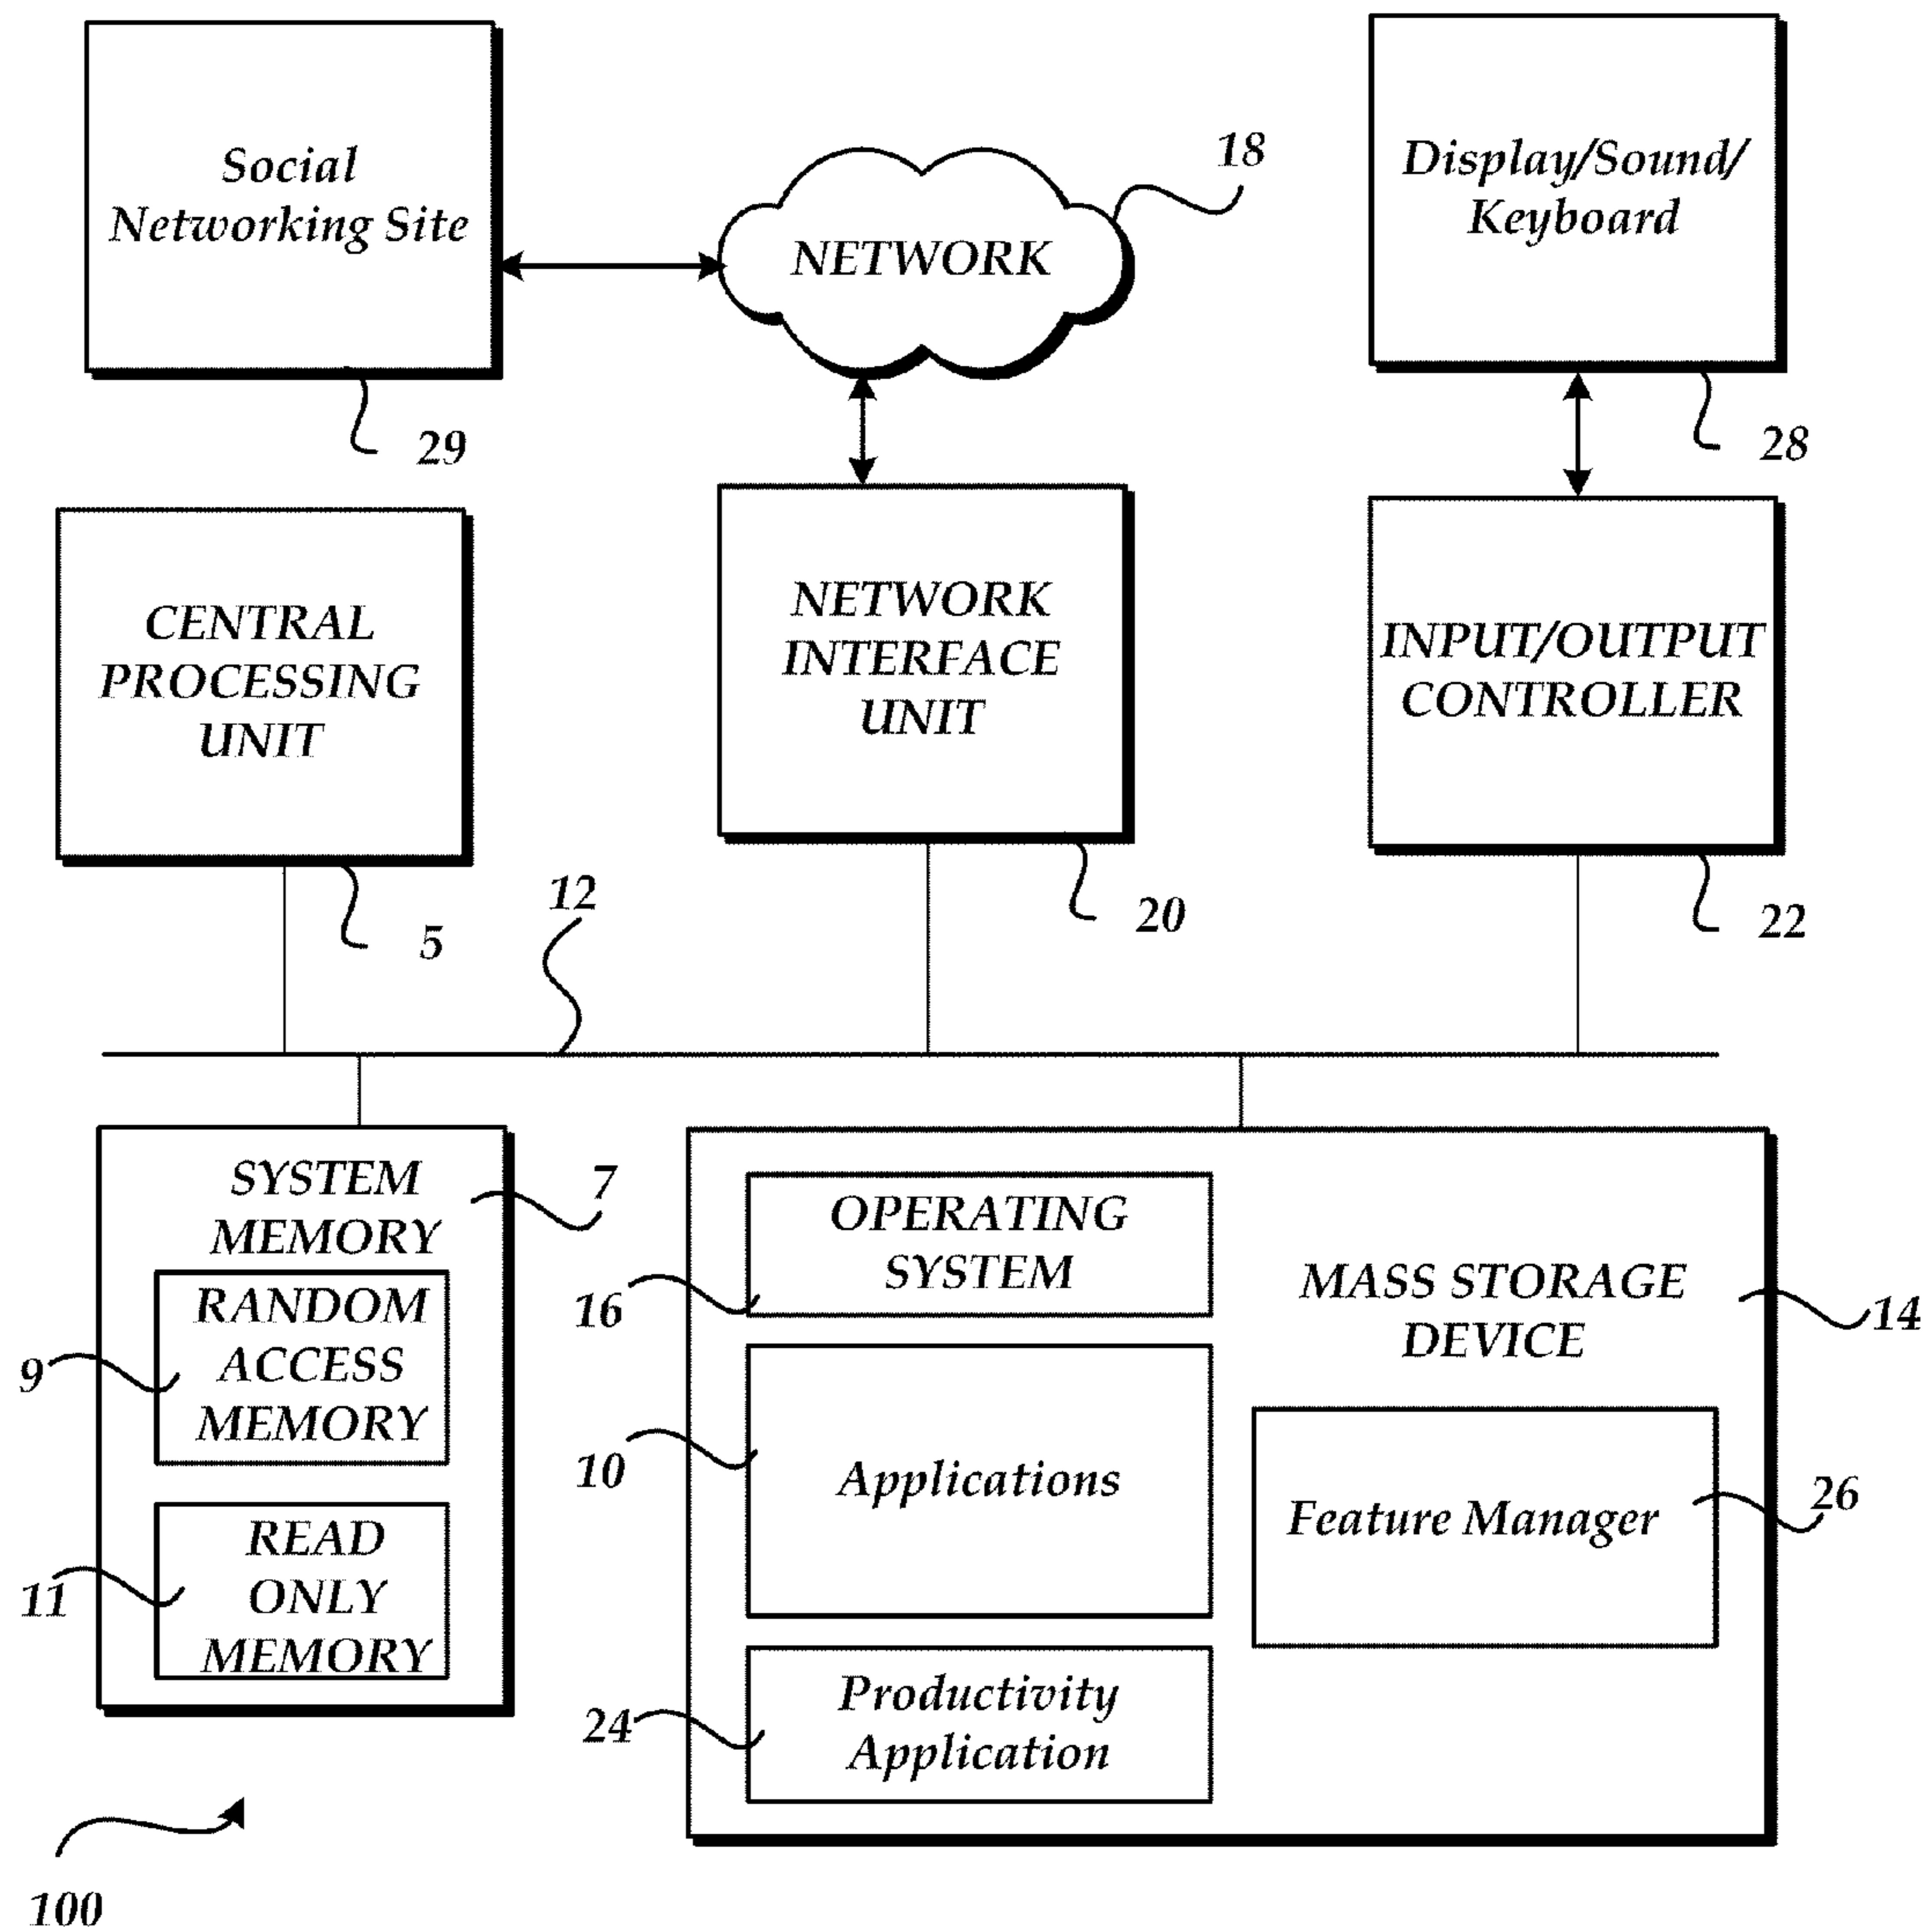 Social
Networking Site
29
NETWORK
18
Display/Sound/
Keyboard
28
CENTRAL
PROCESSING
UNIT
5
NETWORK
INTERFACE
UNIT
20
INPUT/OUTPUT
CONTROLLER
22
12
SYSTEM
MEMORY
7
RANDOM
ACCESS
MEMORY
9
READ
ONLY
MEMORY
11
OPERATING
SYSTEM
16
MASS STORAGE
DEVICE
14
Applications
10
Feature Manager
26
Productivity
Application
24
100